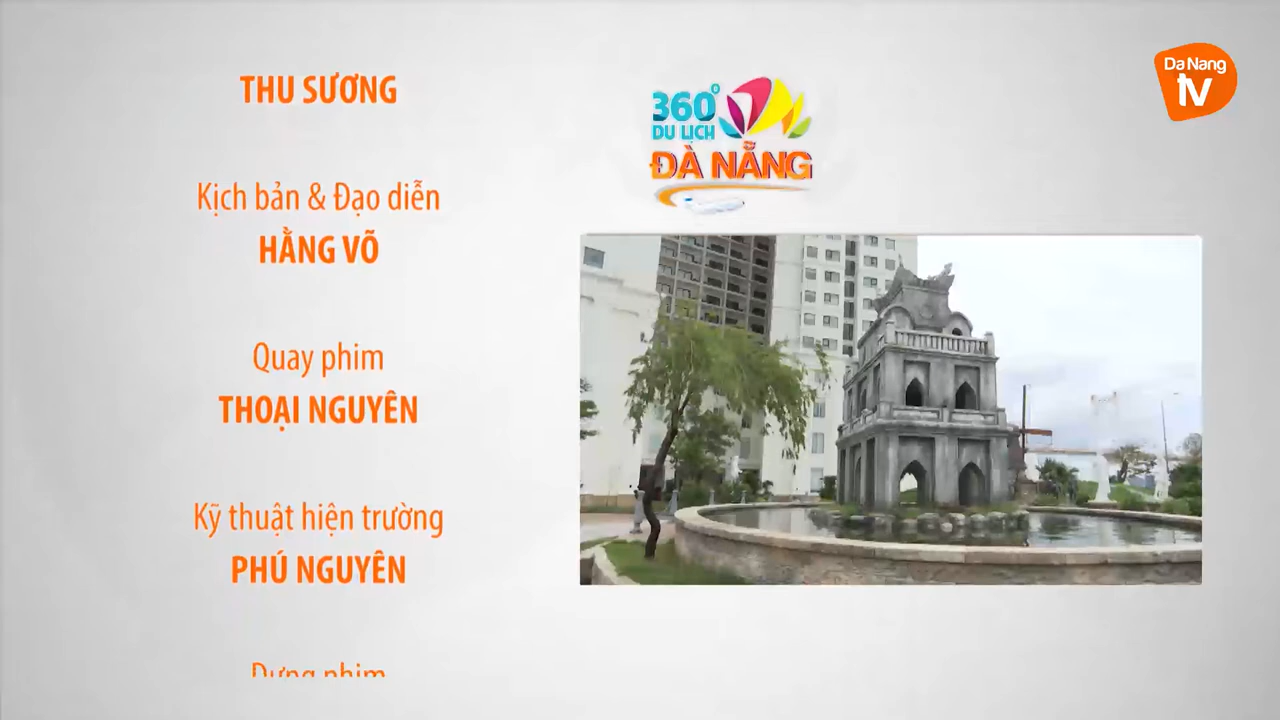 THU SƯƠNG
Kịch bản & Đạo diễn
HẰNG VÕ
Quay phim
THOẠI NGUYÊN
Kỹ thuật hiện trường
PHÚ NGUYÊN
Dựng phim
360°
DU LỊCH
ĐÀ NẴNG
Da Nang
tv